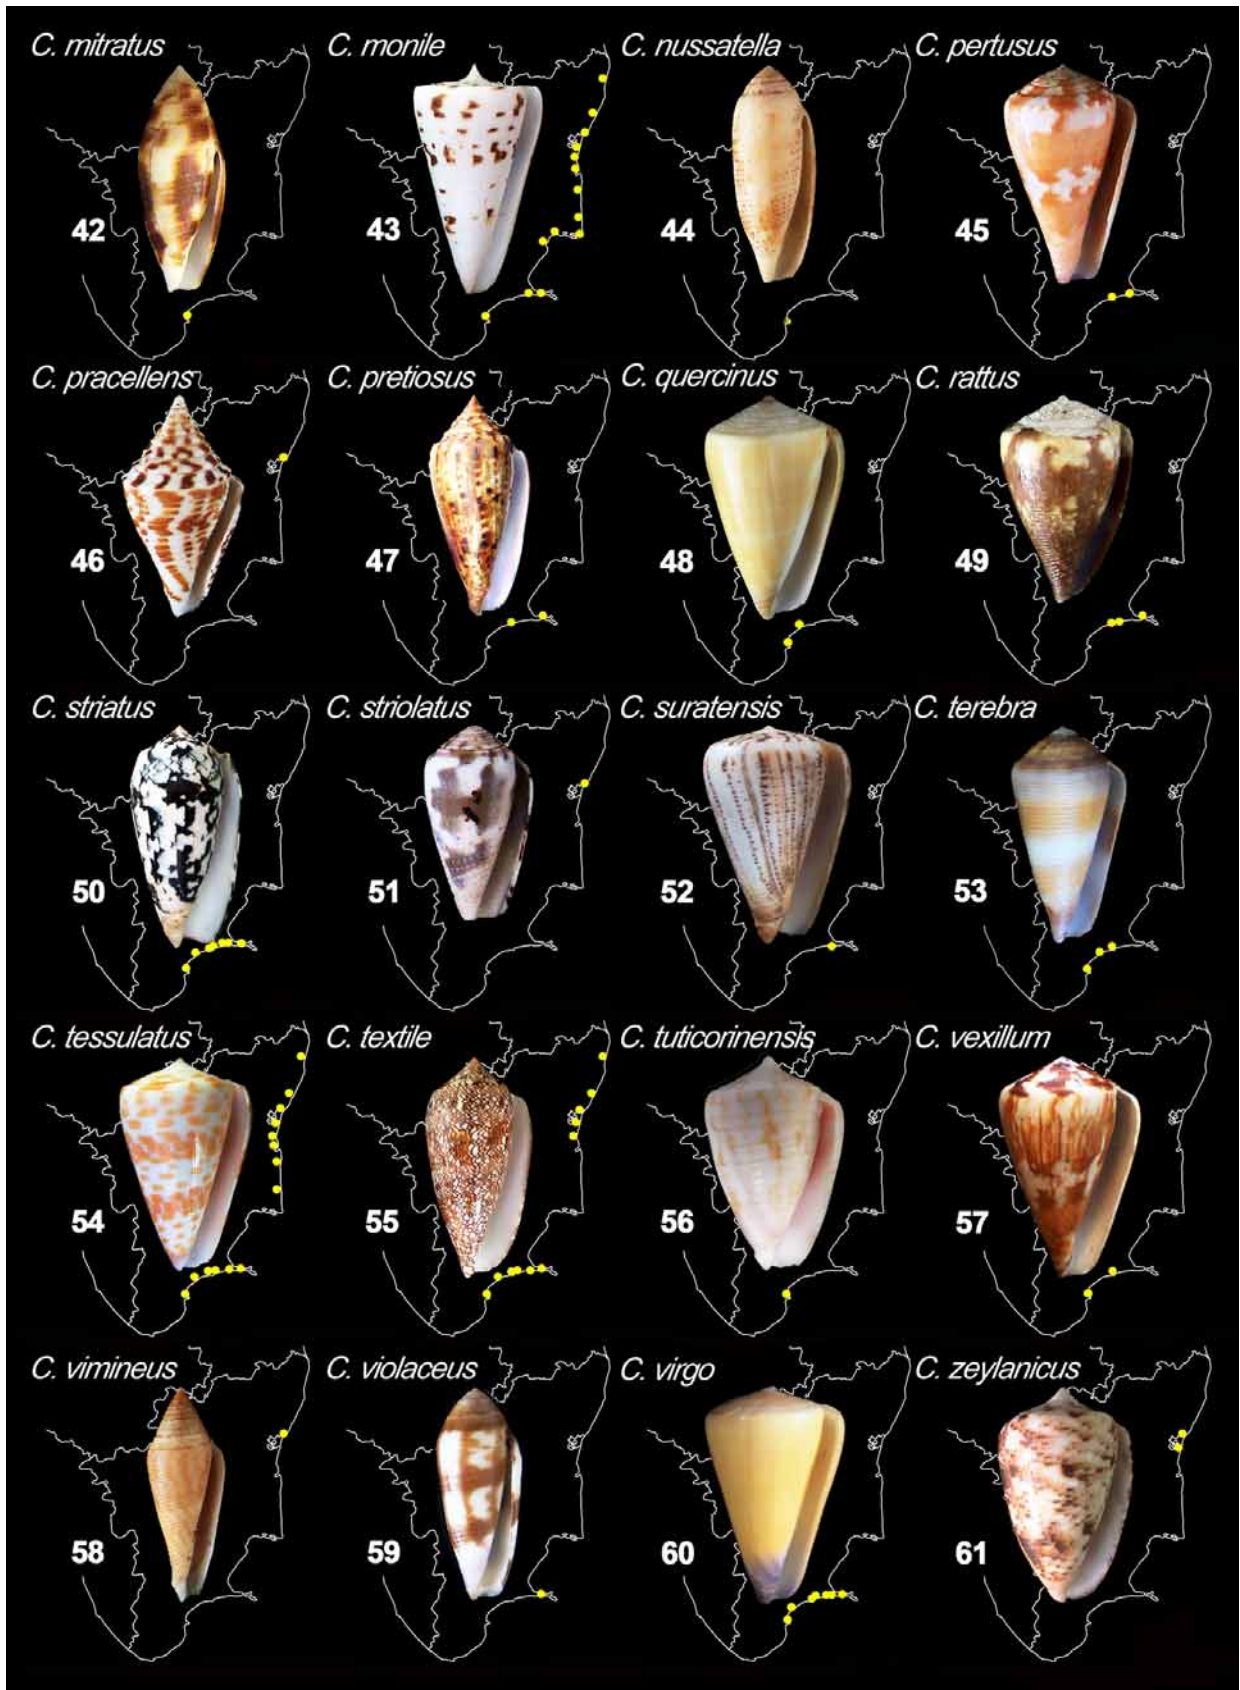 C. mitratus C. monile C. nussatella C. pertusus
42 43 44 45
C. pracellens C. pretiosus C. quercinus C. rattus
46 47 48 49
C. striatus C. striolatus C. suratensis C. terebra
50 51 52 53
C. tessulatus C. textile C. tuticorinensis C. vexillum
54 55 56 57
C. vimineus C. violaceus C. virgo C. zeylanicus
58 59 60 61